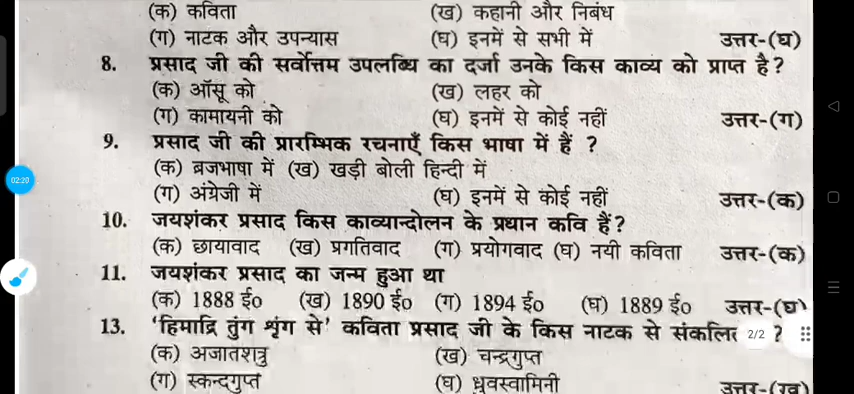 (क) कविता (ख) कहानी और निबंध
(ग) नाटक और उपन्यास (घ) इनमें से सभी में उत्तर-(घ)
8. प्रसाद जी की सर्वोत्तम उपलब्धि का दर्जा उनके किस काव्य को प्राप्त है?
(क) ऑसू को (ख) लहर को
(ग) कामायनी को (घ) इनमें से कोई नहीं उत्तर-(ग)
9. प्रसाद जी की प्रारम्भिक रचनाएँ किस भाषा में हैं ?
(क) ब्रजभाषा में (ख) खड़ी बोली हिन्दी में
(ग) अंग्रेजी में (घ) इनमें से कोई नहीं उत्तर-(क)
02:20
10. जयशंकर प्रसाद किस काव्यान्दोलन के प्रधान कवि हैं?
(क) छायावाद (ख) प्रगतिवाद (ग) प्रयोगवाद (घ) नयी कविता उत्तर-(क)
11. जयशंकर प्रसाद का जन्म हुआ था
(क) 1888 ई० (ख) 1890 ई० (ग) 1894 ई० (घ) 1889 ई० उत्तर-(घ)
13. 'हिमाद्रि तुंग शृंग से' कविता प्रसाद जी के किस नाटक से संकलित 2/2 ?
(क) अजातशत्रु (ख) चन्द्रगुप्त
(ग) स्कन्दगुप्त (घ) ध्रुवस्वामिनी उत्तर-(ख)